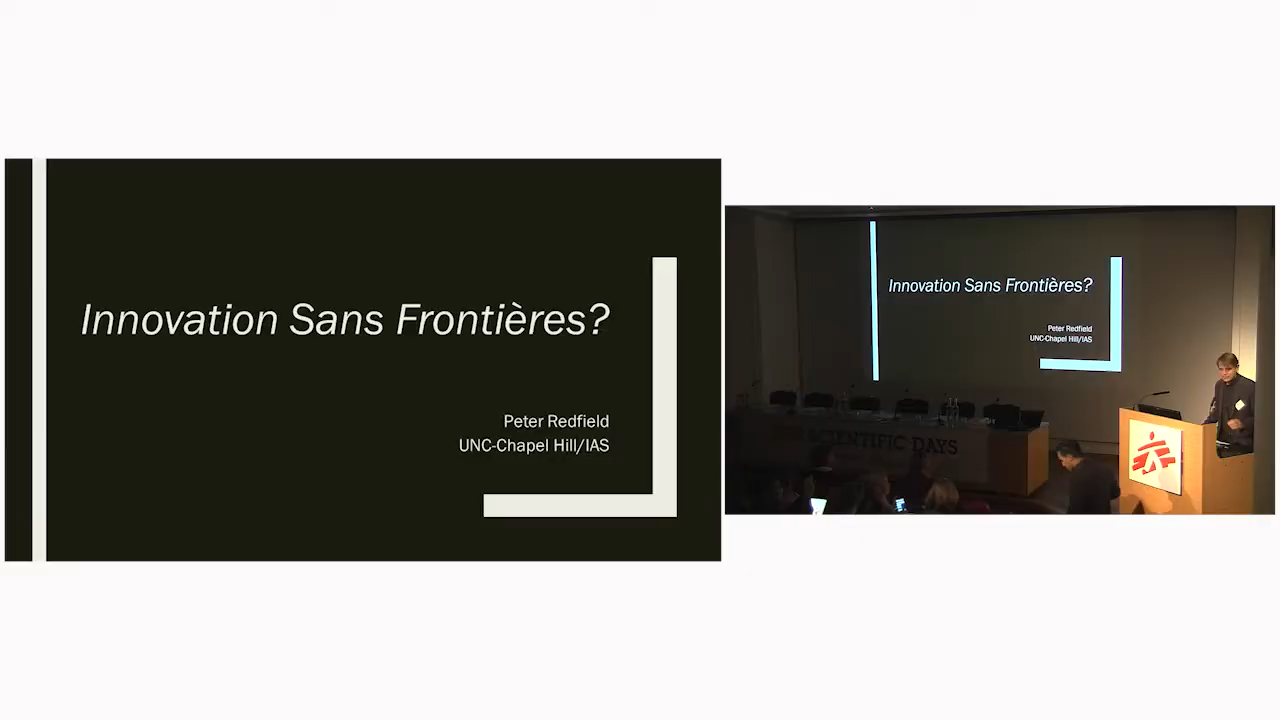 Innovation Sans Frontières?
Peter Redfield
UNC-Chapel Hill/IAS
Innovation Sans Frontières?
Peter Redfield
UNC-Chapel Hill/IAS
SCIENTIFIC DAYS